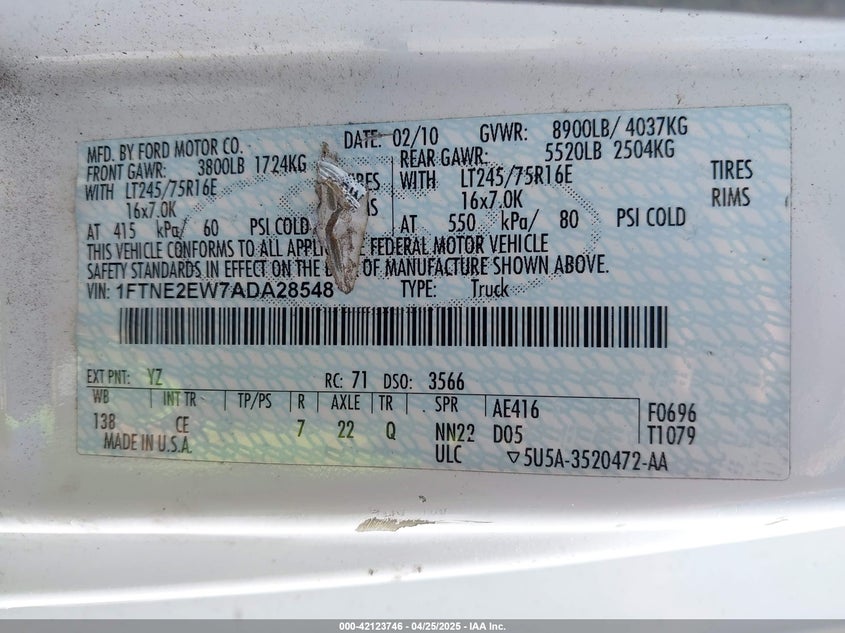 MFD. BY FORD MOTOR CO. DATE: 02/10 GVWR: 8900LB/ 4037KG
FRONT GAWR: 3800LB 1724KG REAR GAWR: 5520LB 2504KG
WITH LT245/75R16E WITH LT245/75R16E TIRES
16x7.0K 16x7.0K RIMS
AT 415 kPa/ 60 PSI COLD AT 550 kPa/ 80 PSI COLD
THIS VEHICLE CONFORMS TO ALL FEDERAL MOTOR VEHICLE
SAFETY STANDARDS IN EFFECT ON THE OF MANUFACTURE SHOWN ABOVE.
VIN: 1FTNE2EW7ADA28548 TYPE: Truck
EXT PNT: YZ RC: 71 DSO: 3566
WB INT TR TP/PS R AXLE TR SPR AE416 F0696
138 CE 7 22 Q NN22 D05 T1079
MADE IN U.S.A. ULC ▽5U5A-3520472-AA
000-42123746 - 04/25/2025 - IAA Inc.